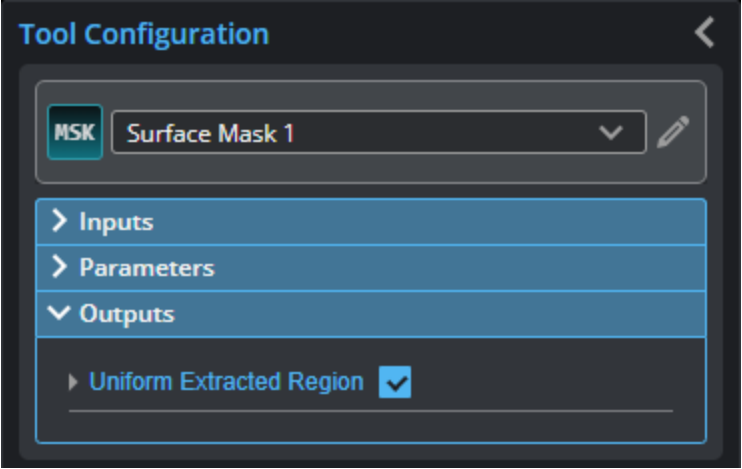 Tool Configuration
MSK Surface Mask 1
Inputs
Parameters
Outputs
Uniform Extracted Region